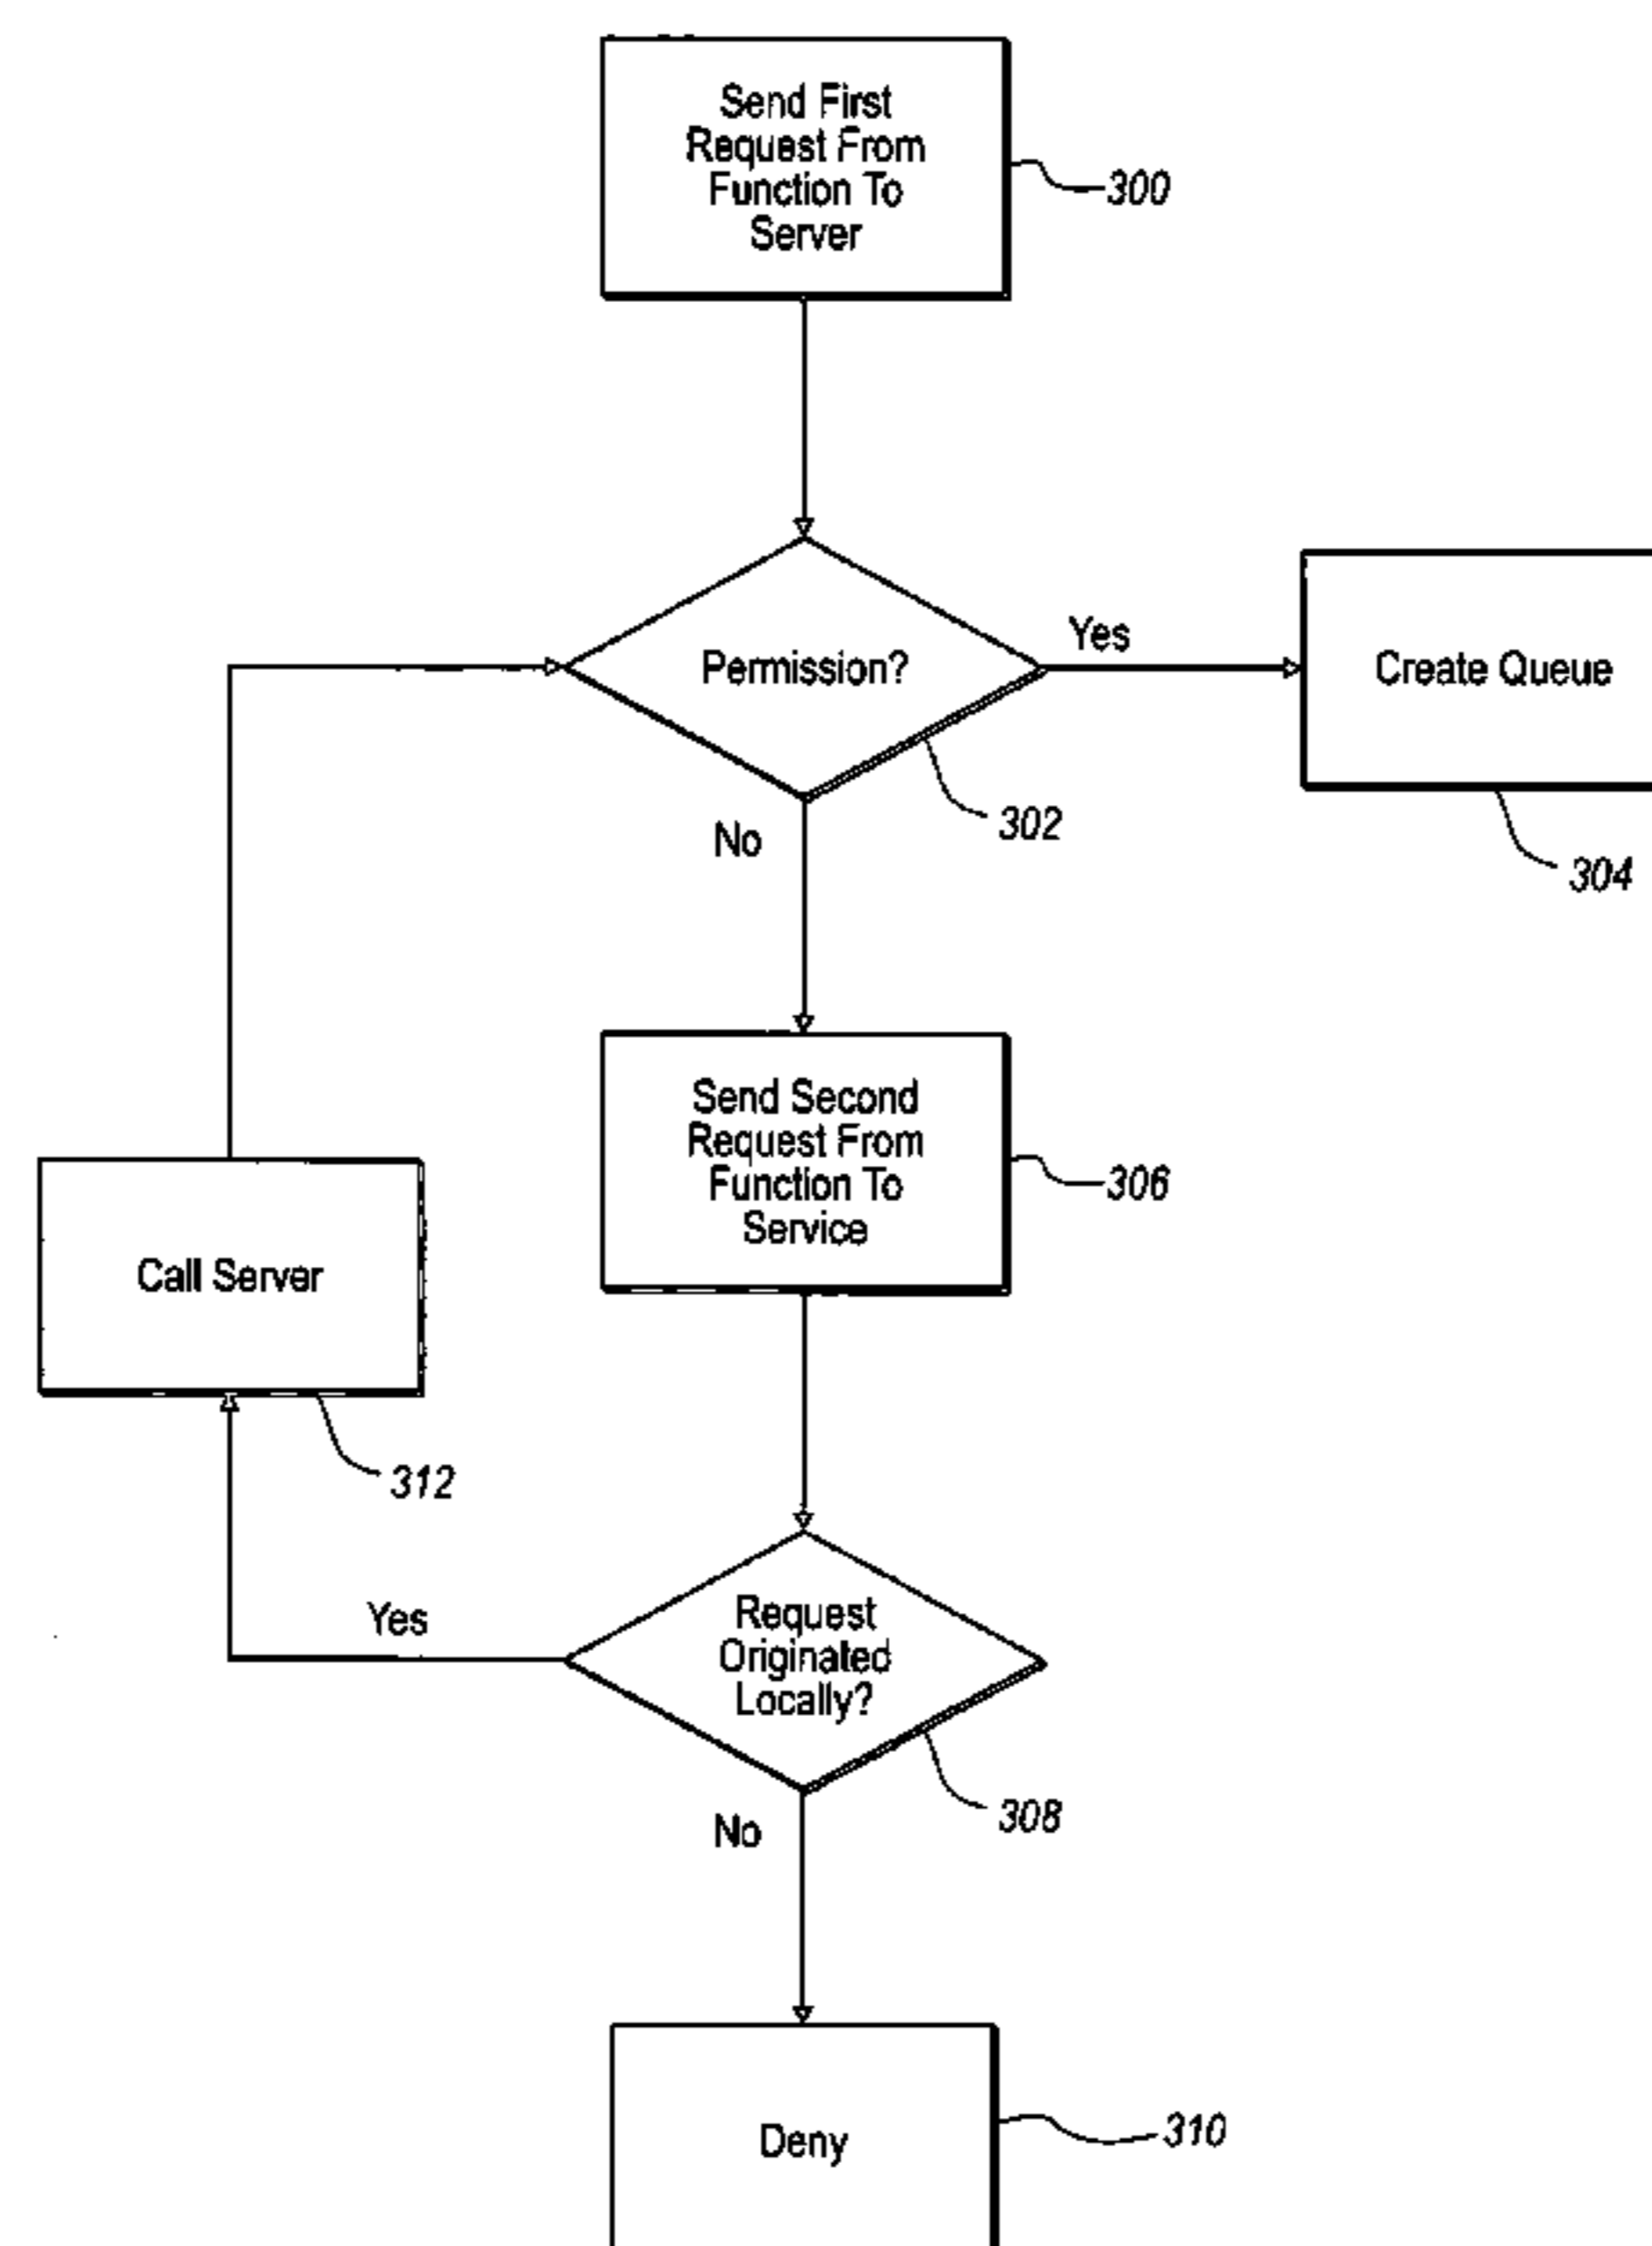 Send First
Request From
Function To
Server
300
Permission?
Yes
Create Queue
302
304
No
Send Second
Request From
Function To
Service
306
Call Server
312
Request
Originated
Locally?
Yes
308
No
Deny
310